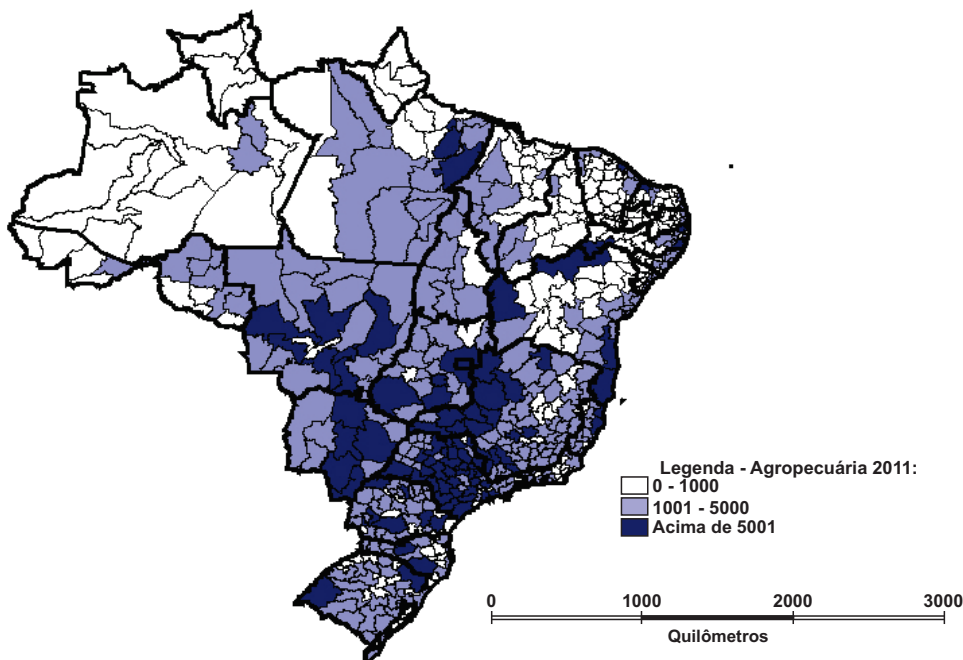 Legenda - Agropecuária 2011:
0 - 1000
1001 - 5000
Acima de 5001
0 1000 2000 3000
Quilômetros